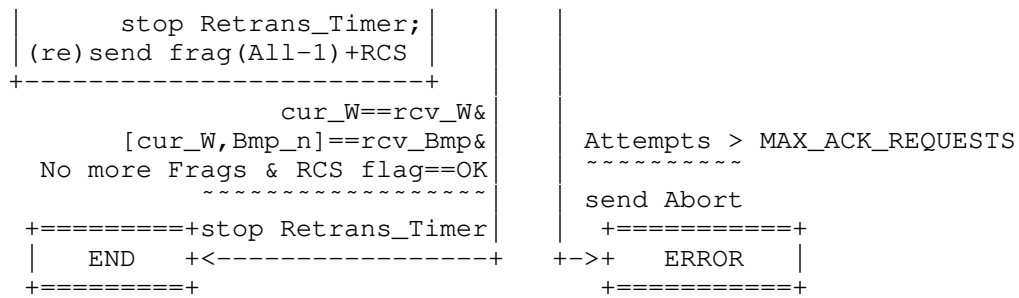 |      stop Retrans_Timer;|   |   |
|(re)send frag(All-1)+RCS |   |   |
+-------------------------+   |   |
                 cur_W==rcv_W&|   |
       [cur_W,Bmp_n]==rcv_Bmp&|   | Attempts > MAX_ACK_REQUESTS
  No more Frags & RCS flag==OK|   | ~~~~~~~~~~
            ~~~~~~~~~~~~~~~~~~|   | send Abort
 +=========+stop Retrans_Timer|   |  +===========+
 |   END   +<-----------------+   +->+   ERROR   |
 +=========+                         +===========+